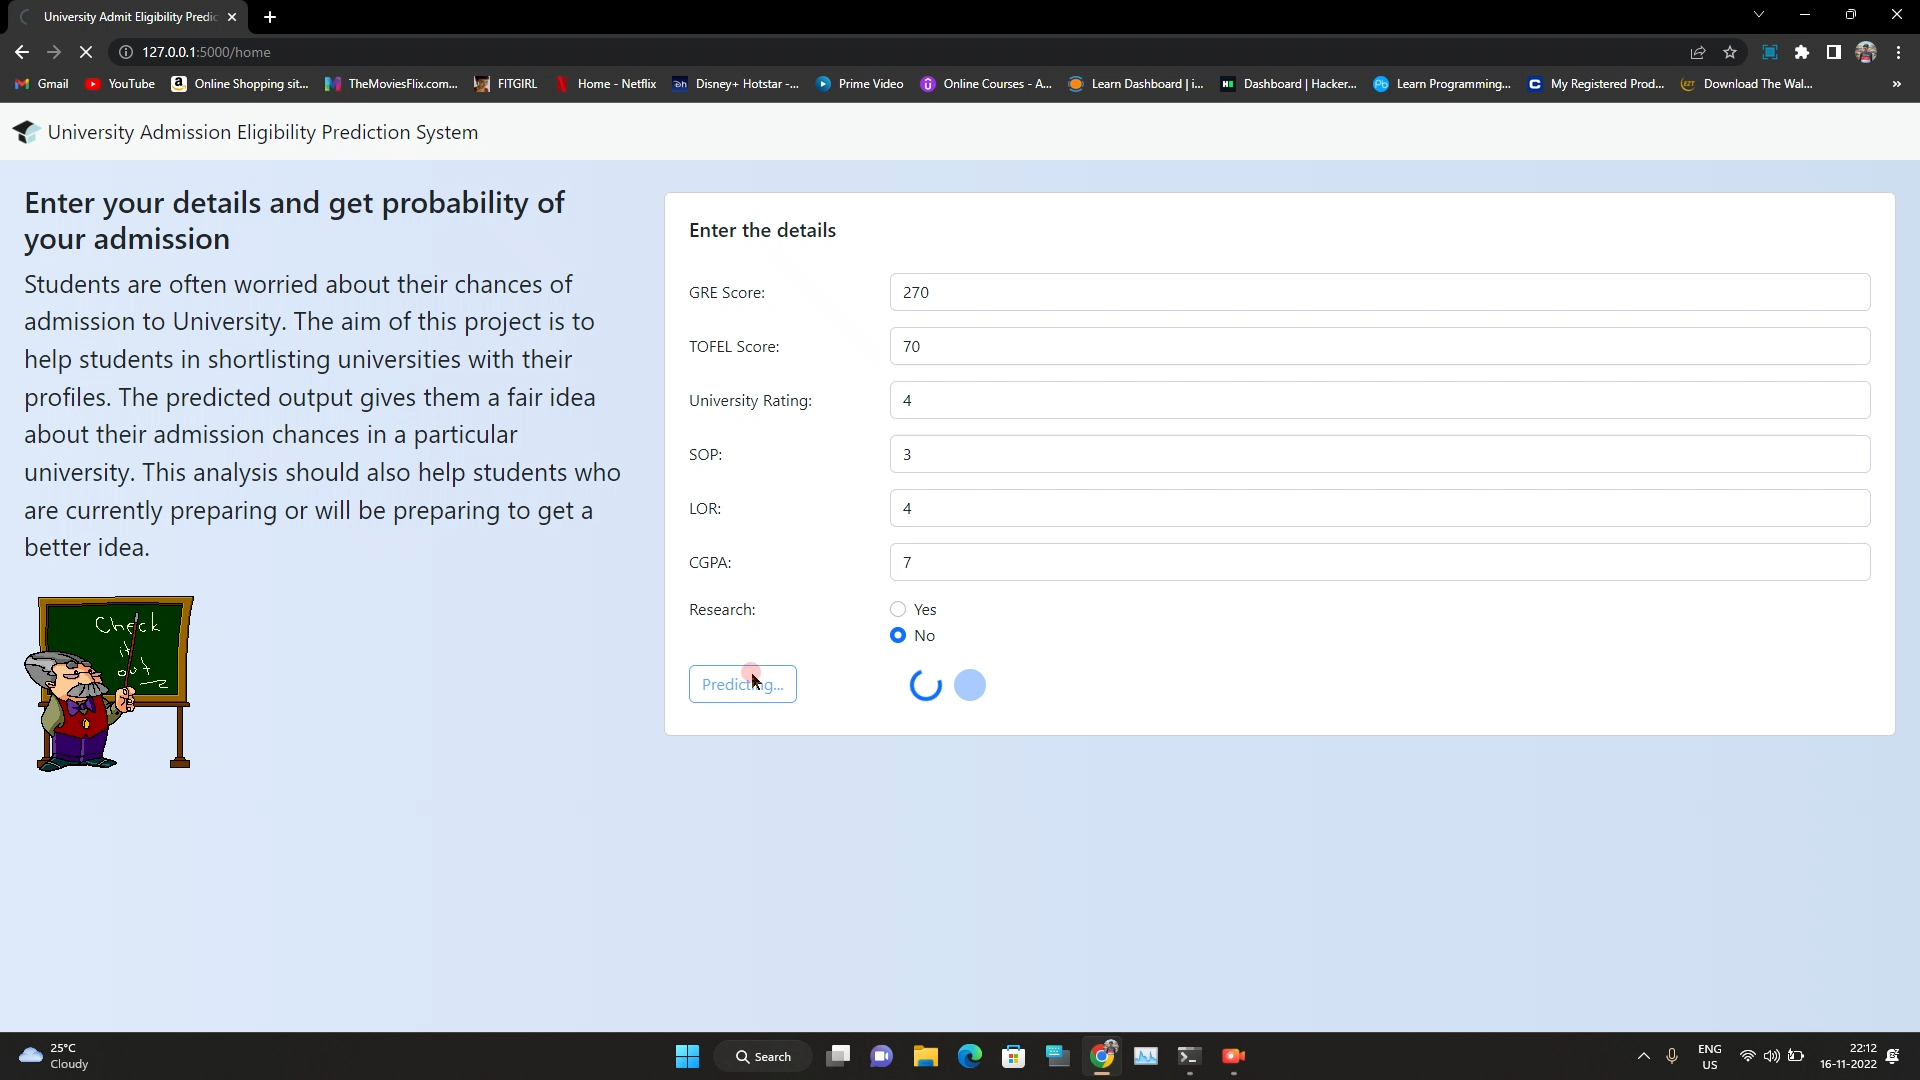 University Admit Eligibility Predic
127.0.0.1:5000/home
Gmail
YouTube
Online Shopping sit...
TheMoviesFlix.com...
FITGIRL
Home - Netflix
Disney+ Hotstar -...
Prime Video
Online Courses - A...
Learn Dashboard | i...
Dashboard | Hacker...
Learn Programming,...
My Registered Prod...
Download The Wal...
University Admission Eligibility Prediction System
Enter your details and get probability of
your admission
Students are often worried about their chances of
admission to University. The aim of this project is to
help students in shortlisting universities with their
profiles. The predicted output gives them a fair idea
about their admission chances in a particular
university. This analysis should also help students who
are currently preparing or will be preparing to get a
better idea.
Check
it
out
Enter the details
GRE Score: 270
TOFEL Score: 70
University Rating: 4
SOP: 3
LOR: 4
CGPA: 7
Research: Yes
No
Predicting...
25°C
Cloudy
Search
ENG
US
22:12
16-11-2022